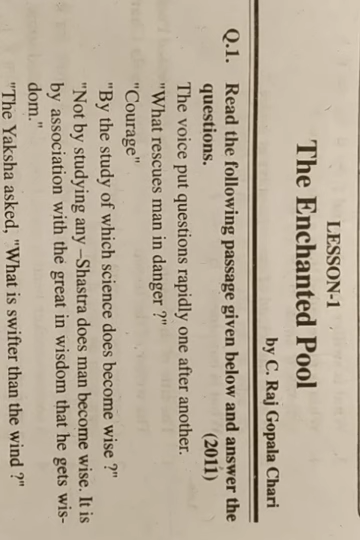 LESSON-1
The Enchanted Pool
by C. Raj Gopala Chari
Q.1. Read the following passage given below and answer the
questions. (2011)
The voice put questions rapidly one after another.
"What rescues man in danger ?"
"Courage"
"By the study of which science does become wise ?"
"Not by studying any –Shastra does man become wise. It is
by association with the great in wisdom that he gets wis-
dom."
"The Yaksha asked, "What is swifter than the wind ?"